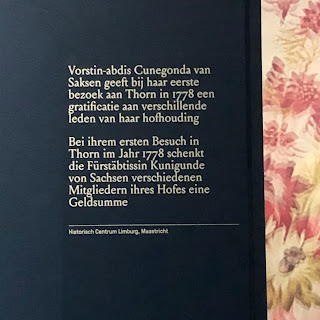 Vorstin-abdis Cunegonda van
Saksen geeft bij haar eerste
bezoek aan Thorn in 1778 een
gratificatie aan verschillende
leden van haar hofhouding
Bei ihrem ersten Besuch in
Thorn im Jahr 1778 schenkt
die Fürstäbtissin Kunigunde
von Sachsen verschiedenen
Mitgliedern ihres Hofes eine
Geldsumme
Historisch Centrum Limburg, Maastricht